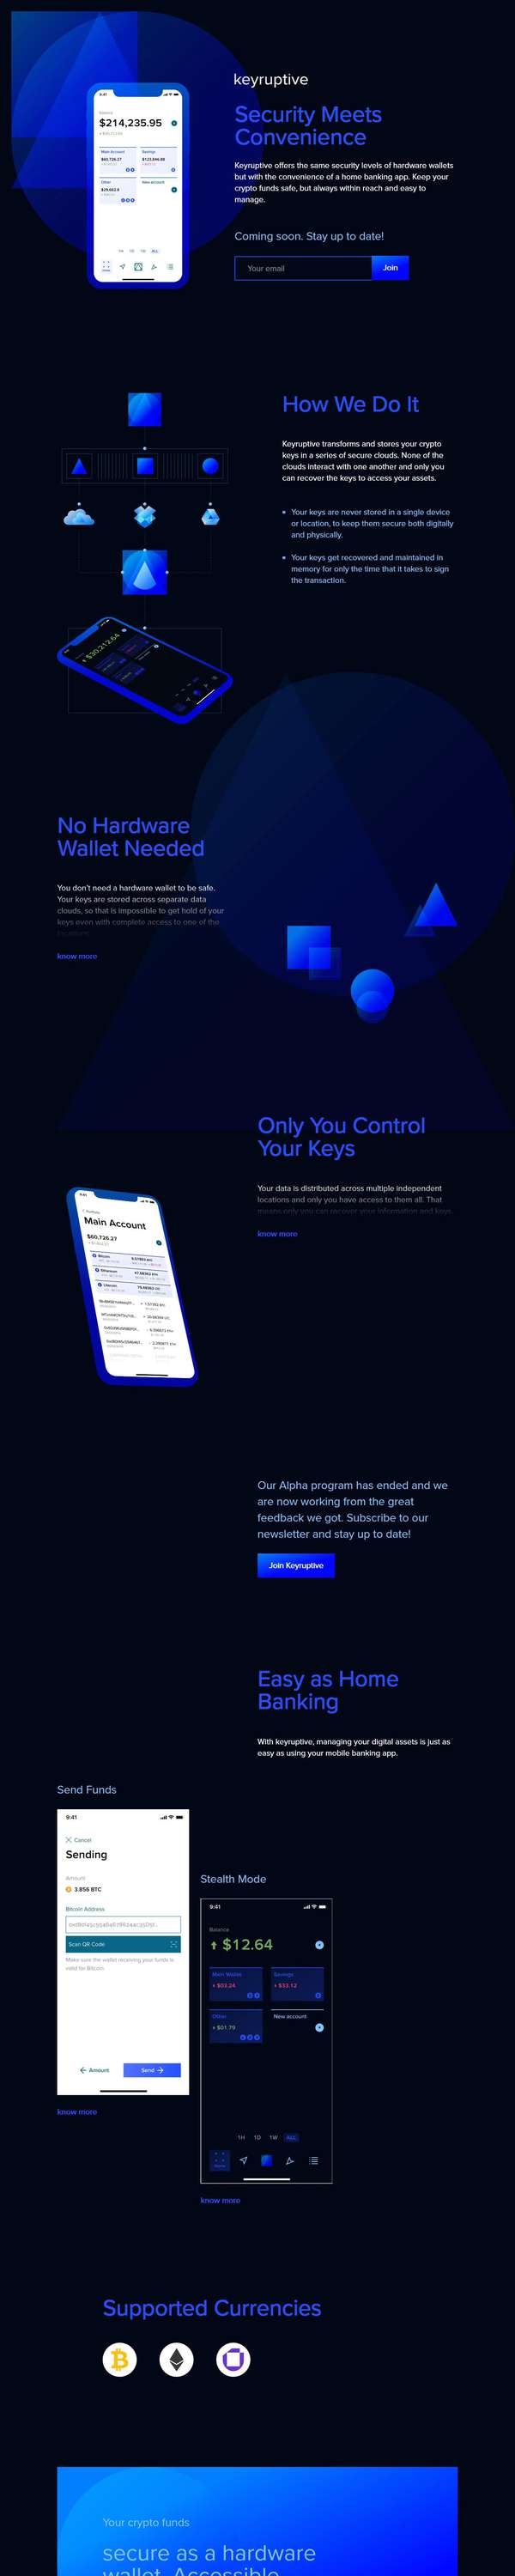 keyruptive
Security Meets
Convenience
Keyruptive offers the same security levels of hardware wallets
but with the convenience of a home banking app. Keep your
crypto funds safe, but always within reach and easy to
manage.
Coming soon. Stay up to date!
Your email
Join
9:41
Balance
$214,235.95
Main Account
Savings
$60,726.27
$123,846.88
Other
New account
$29,662.8
1H 1D 1W ALL
How We Do It
Keyruptive transforms and stores your crypto
keys in a series of secure clouds. None of the
clouds interact with one another and only you
can recover the keys to access your assets.
Your keys are never stored in a single device
or location, to keep them secure both digitally
and physically.
Your keys get recovered and maintained in
memory for only the time that it takes to sign
the transaction.
$30,212.64
No Hardware
Wallet Needed
You don't need a hardware wallet to be safe.
Your keys are stored across separate data
clouds, so that is impossible to get hold of your
keys even with complete access to one of the
know more
Only You Control
Your Keys
Your data is distributed across multiple independent
locations and only you have access to them all. That
means only you can recover your information and keys.
know more
9:41
Portfolio
Main Account
$60,726.27
Bitcoin
Ethereum
Litecoin
Our Alpha program has ended and we
are now working from the great
feedback we got. Subscribe to our
newsletter and stay up to date!
Join Keyruptive
Easy as Home
Banking
With keyruptive, managing your digital assets is just as
easy as using your mobile banking app.
Send Funds
9:41
Cancel
Sending
Amount
3.856 BTC
Bitcoin Address
Scan QR Code
Make sure the wallet receiving your funds is
valid for Bitcoin.
Amount
Send
know more
Stealth Mode
9:41
Balance
$12.64
Main Wallet
Savings
$03.24
$33.12
Other
New account
$01.79
1H 1D 1W ALL
know more
Supported Currencies
Your crypto funds
secure as a hardware
wallet. Accessible